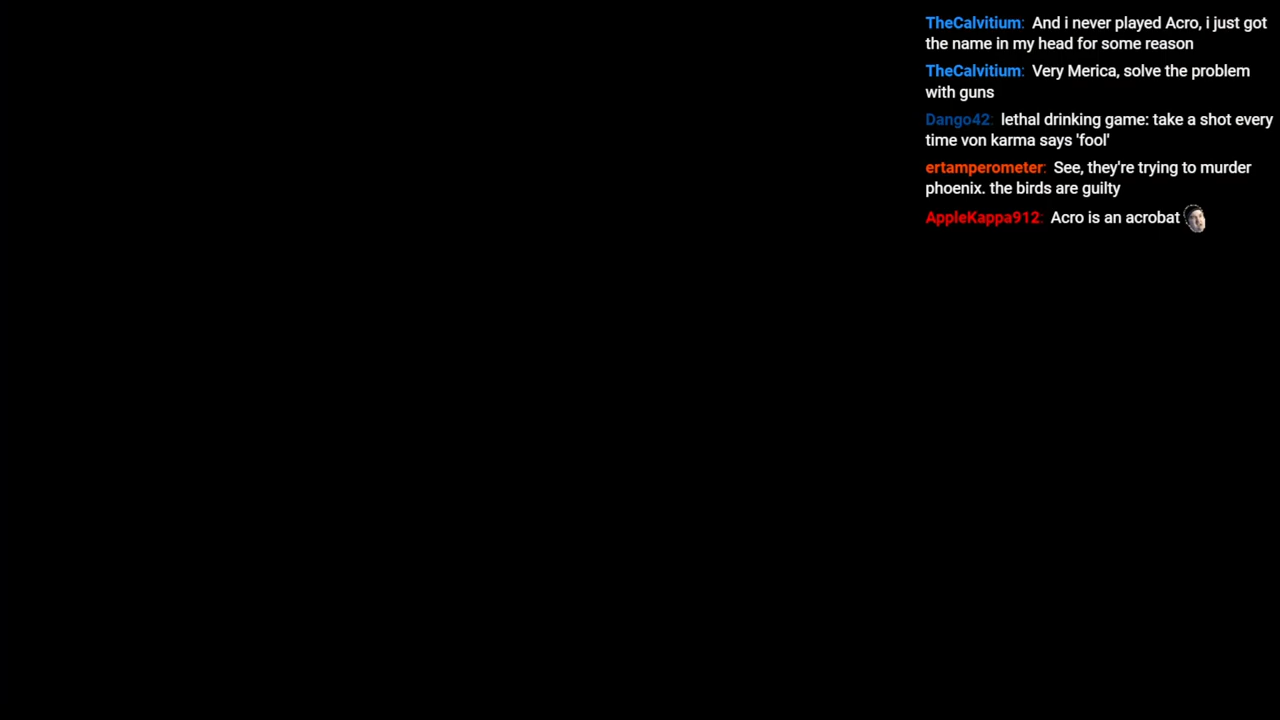 TheCalvitium: And i never played Acro, i just got
the name in my head for some reason
TheCalvitium: Very Merica, solve the problem
with guns
Dango42: lethal drinking game: take a shot every
time von karma says 'fool'
ertamperometer: See, they're trying to murder
phoenix. the birds are guilty
AppleKappa912: Acro is an acrobat